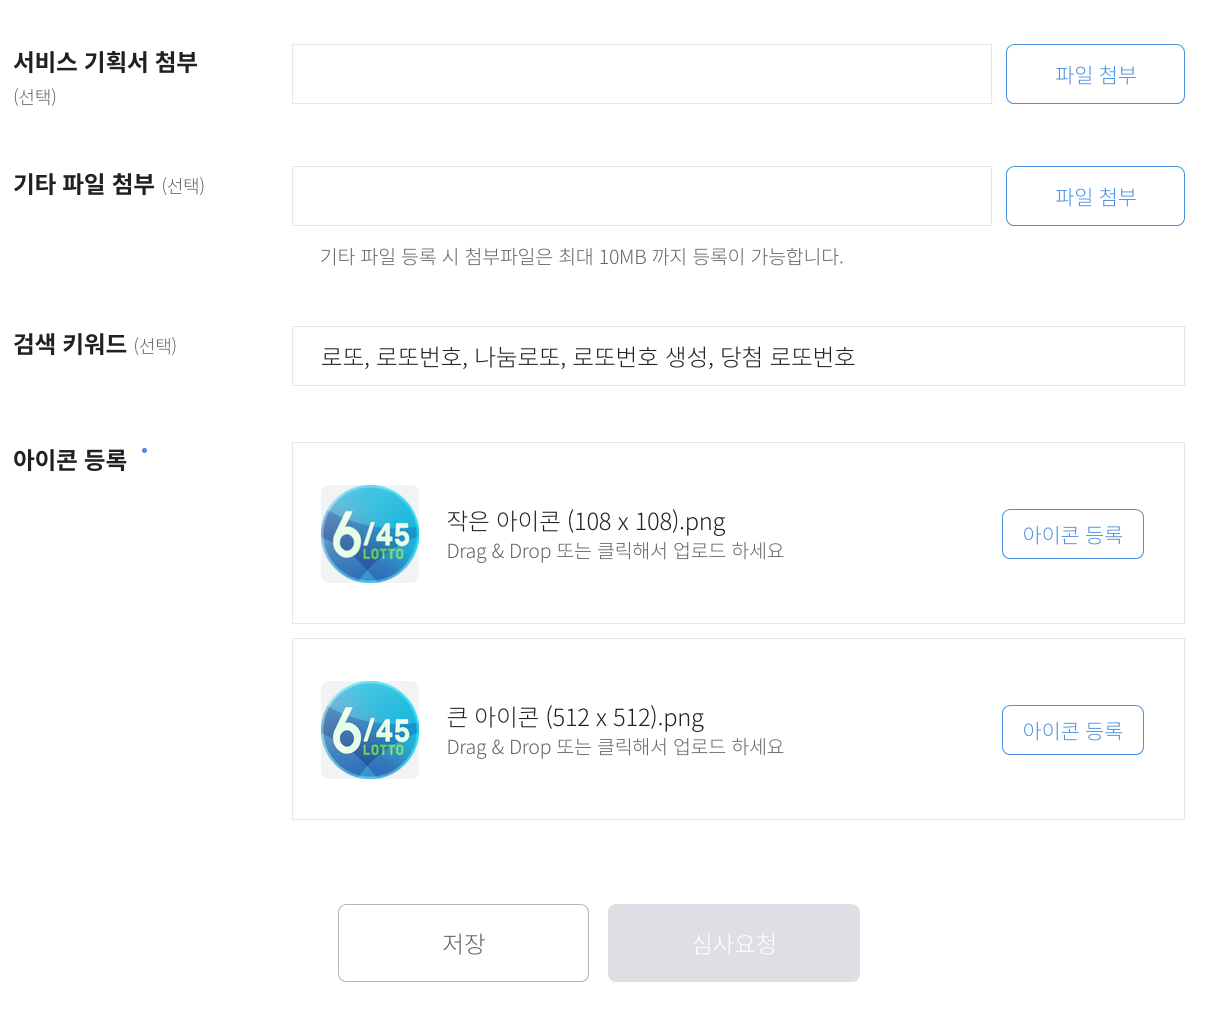 서비스 기획서 첨부
(선택)
파일 첨부
기타 파일 첨부 (선택)
파일 첨부
기타 파일 등록 시 첨부파일은 최대 10MB 까지 등록이 가능합니다.
검색 키워드 (선택)
로또, 로또번호, 나눔로또, 로또번호 생성, 당첨 로또번호
아이콘 등록
6/45
LOTTO
작은 아이콘 (108 x 108).png
Drag & Drop 또는 클릭해서 업로드 하세요
아이콘 등록
6/45
LOTTO
큰 아이콘 (512 x 512).png
Drag & Drop 또는 클릭해서 업로드 하세요
아이콘 등록
저장
심사요청